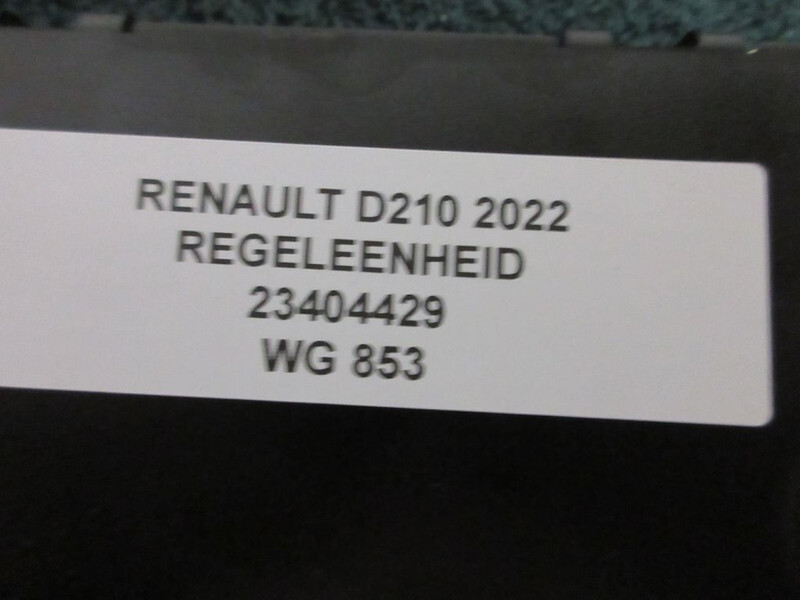 RENAULT D210 2022
REGELEENHEID
23404429
WG 853